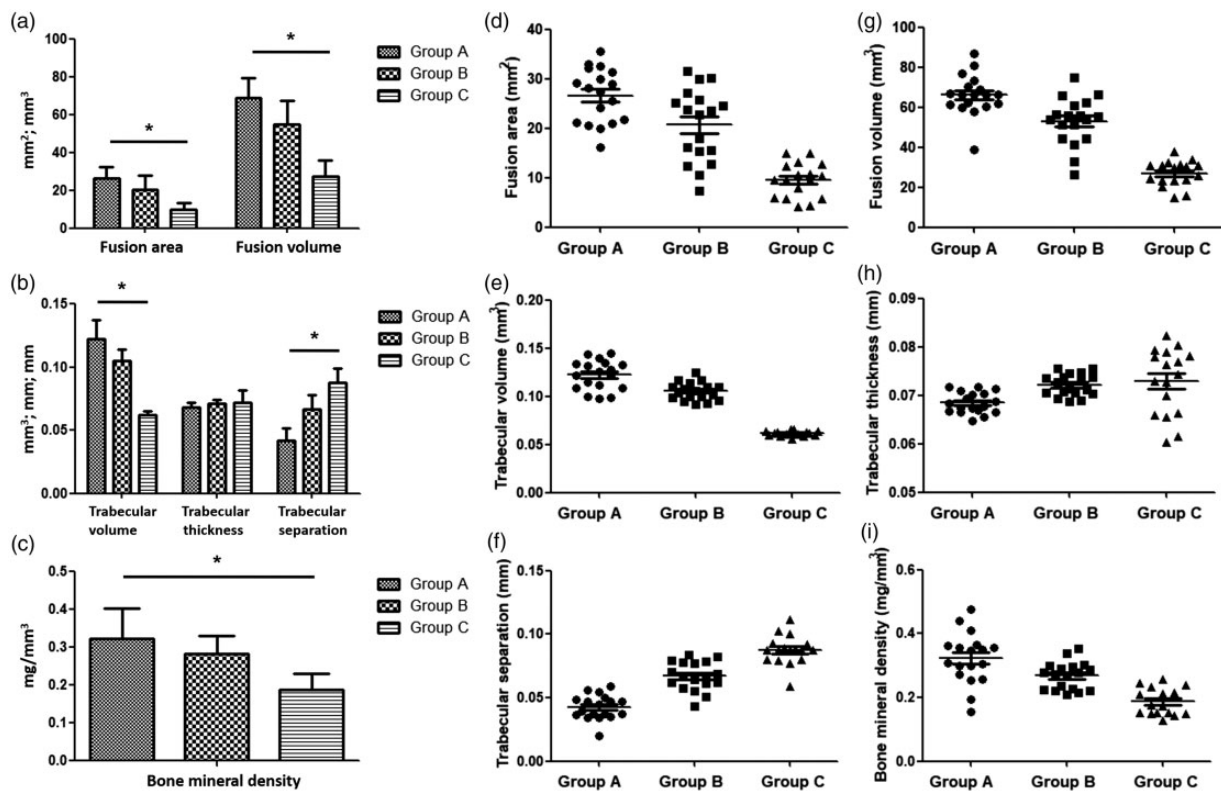 (a)
100
80
60
40
20
0
mm²; mm³
*
*
Fusion area
Fusion volume
Group A
Group B
Group C
(b)
0.15
0.10
0.05
0.00
mm³; mm; mm
*
*
Trabecular
volume
Trabecular
thickness
Trabecular
separation
Group A
Group B
Group C
(c)
0.5
0.4
0.3
0.2
0.1
0.0
mg/mm³
*
Bone mineral density
Group A
Group B
Group C
(d)
40
30
20
10
0
Fusion area (mm²)
Group A
Group B
Group C
(e)
0.20
0.15
0.10
0.05
0.00
Trabecular volume (mm³)
Group A
Group B
Group C
(f)
0.15
0.10
0.05
0.00
Trabecular separation (mm)
Group A
Group B
Group C
(g)
100
80
60
40
20
0
Fusion volume (mm³)
Group A
Group B
Group C
(h)
0.09
0.08
0.07
0.06
0.05
Trabecular thickness (mm)
Group A
Group B
Group C
(i)
0.6
0.4
0.2
0.0
Bone mineral density (mg/mm³)
Group A
Group B
Group C